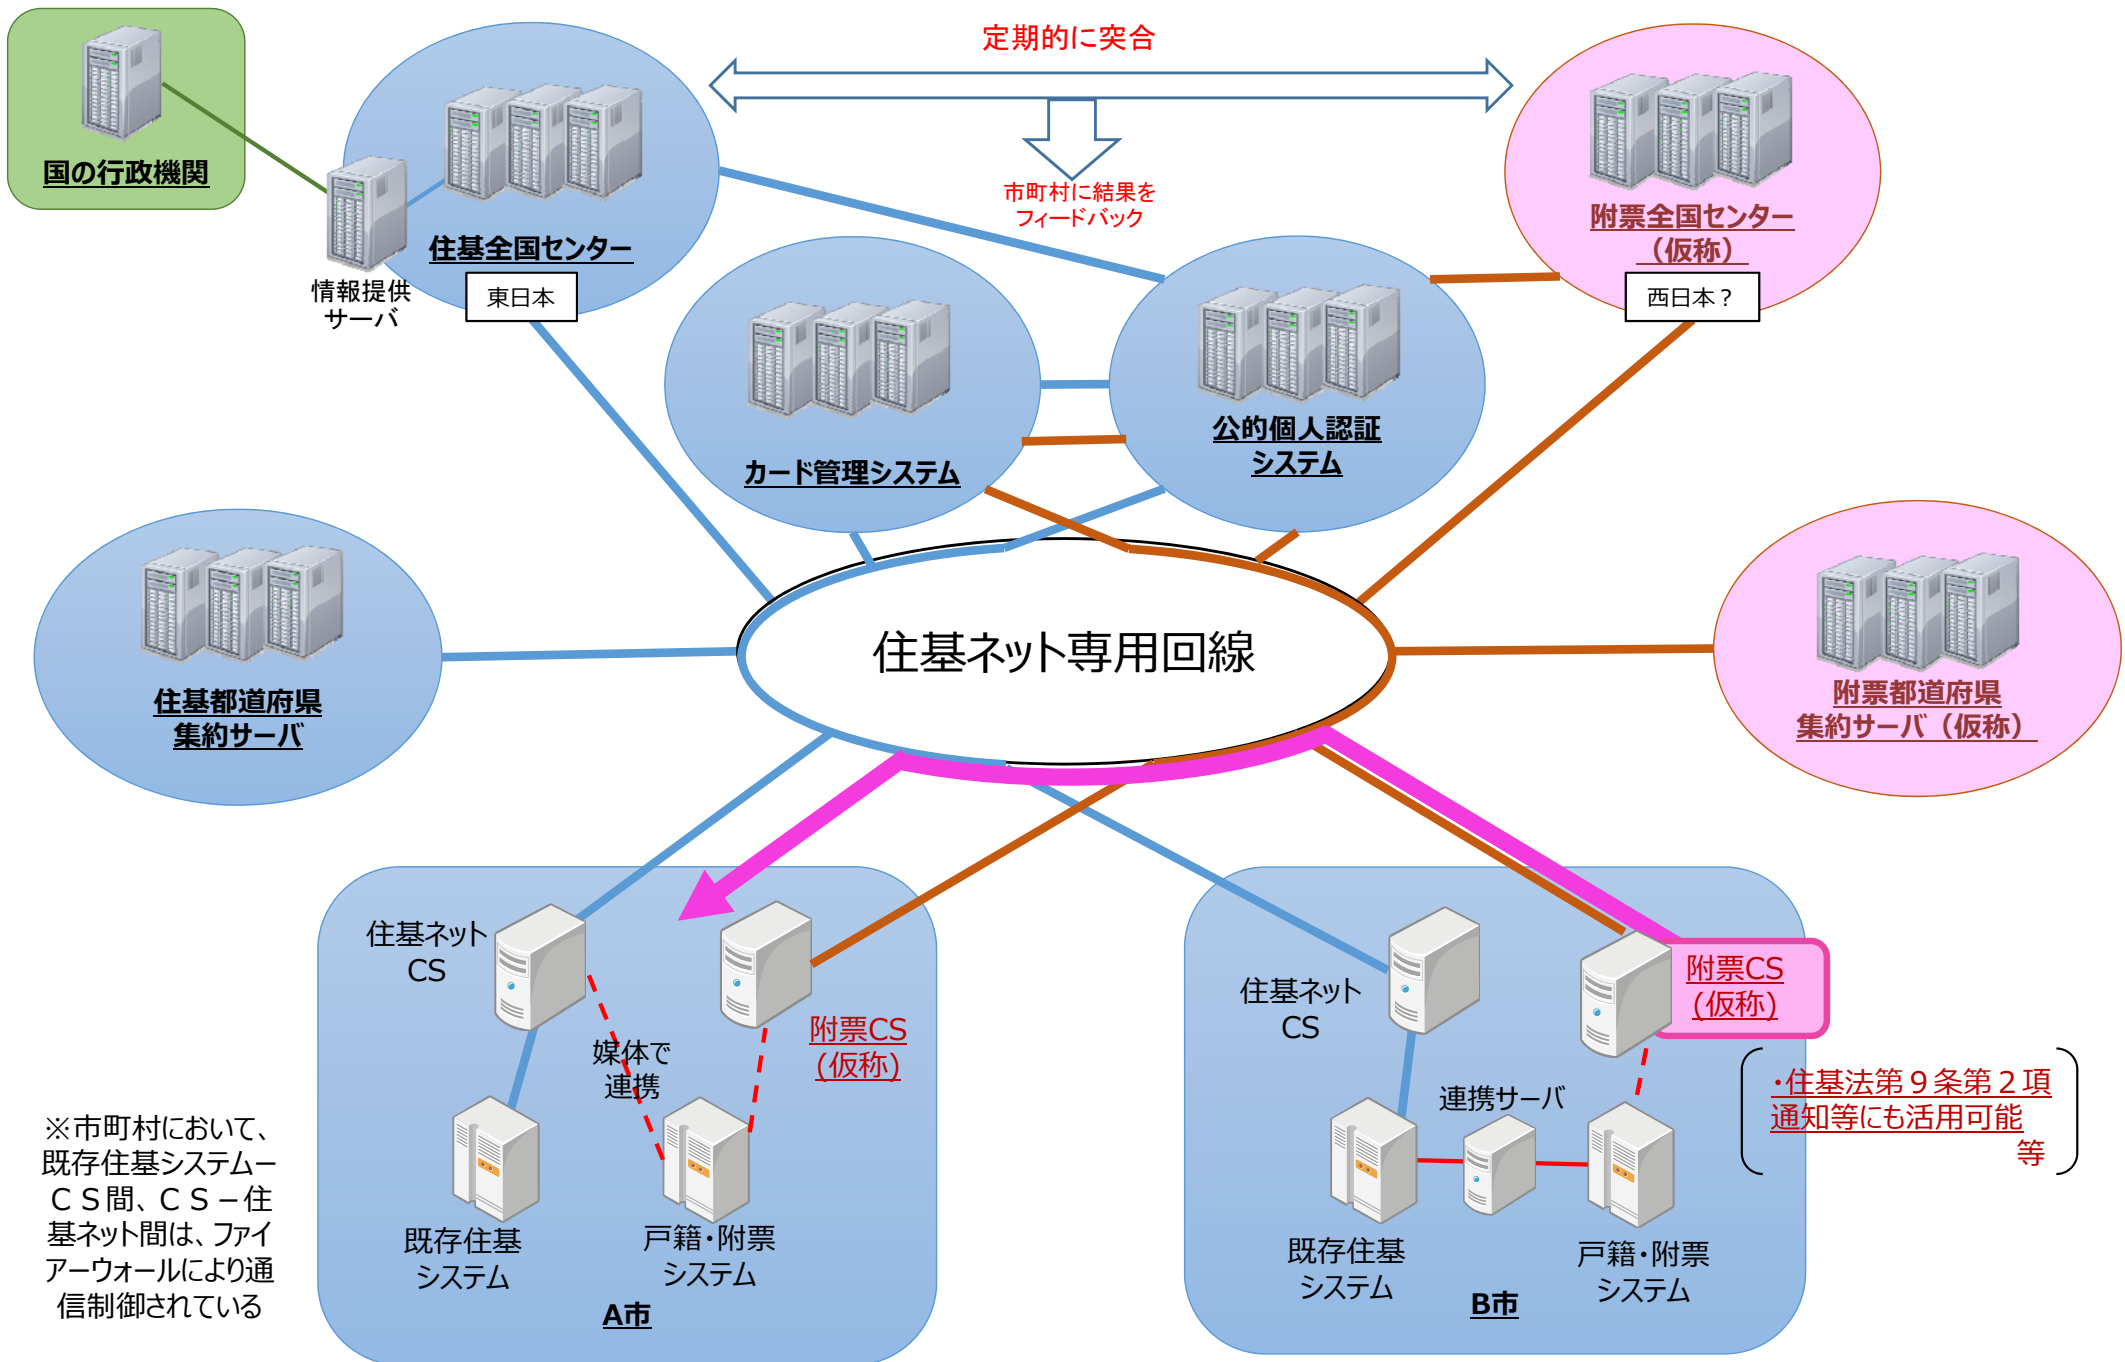 定期的に突合
市町村に結果を
フィードバック
国の行政機関
情報提供
サーバ
住基全国センター
東日本
附票全国センター
（仮称）
西日本？
カード管理システム
公的個人認証
システム
住基都道府県
集約サーバ
住基ネット専用回線
附票都道府県
集約サーバ（仮称）
住基ネット
CS
媒体で
連携
附票CS
(仮称)
既存住基
システム
戸籍・附票
システム
A市
住基ネット
CS
附票CS
(仮称)
連携サーバ
既存住基
システム
戸籍・附票
システム
B市
・住基法第９条第２項
通知等にも活用可能
等
※市町村において、
既存住基システムー
ＣＳ間、ＣＳ－住
基ネット間は、ファイ
アーウォールにより通
信制御されている